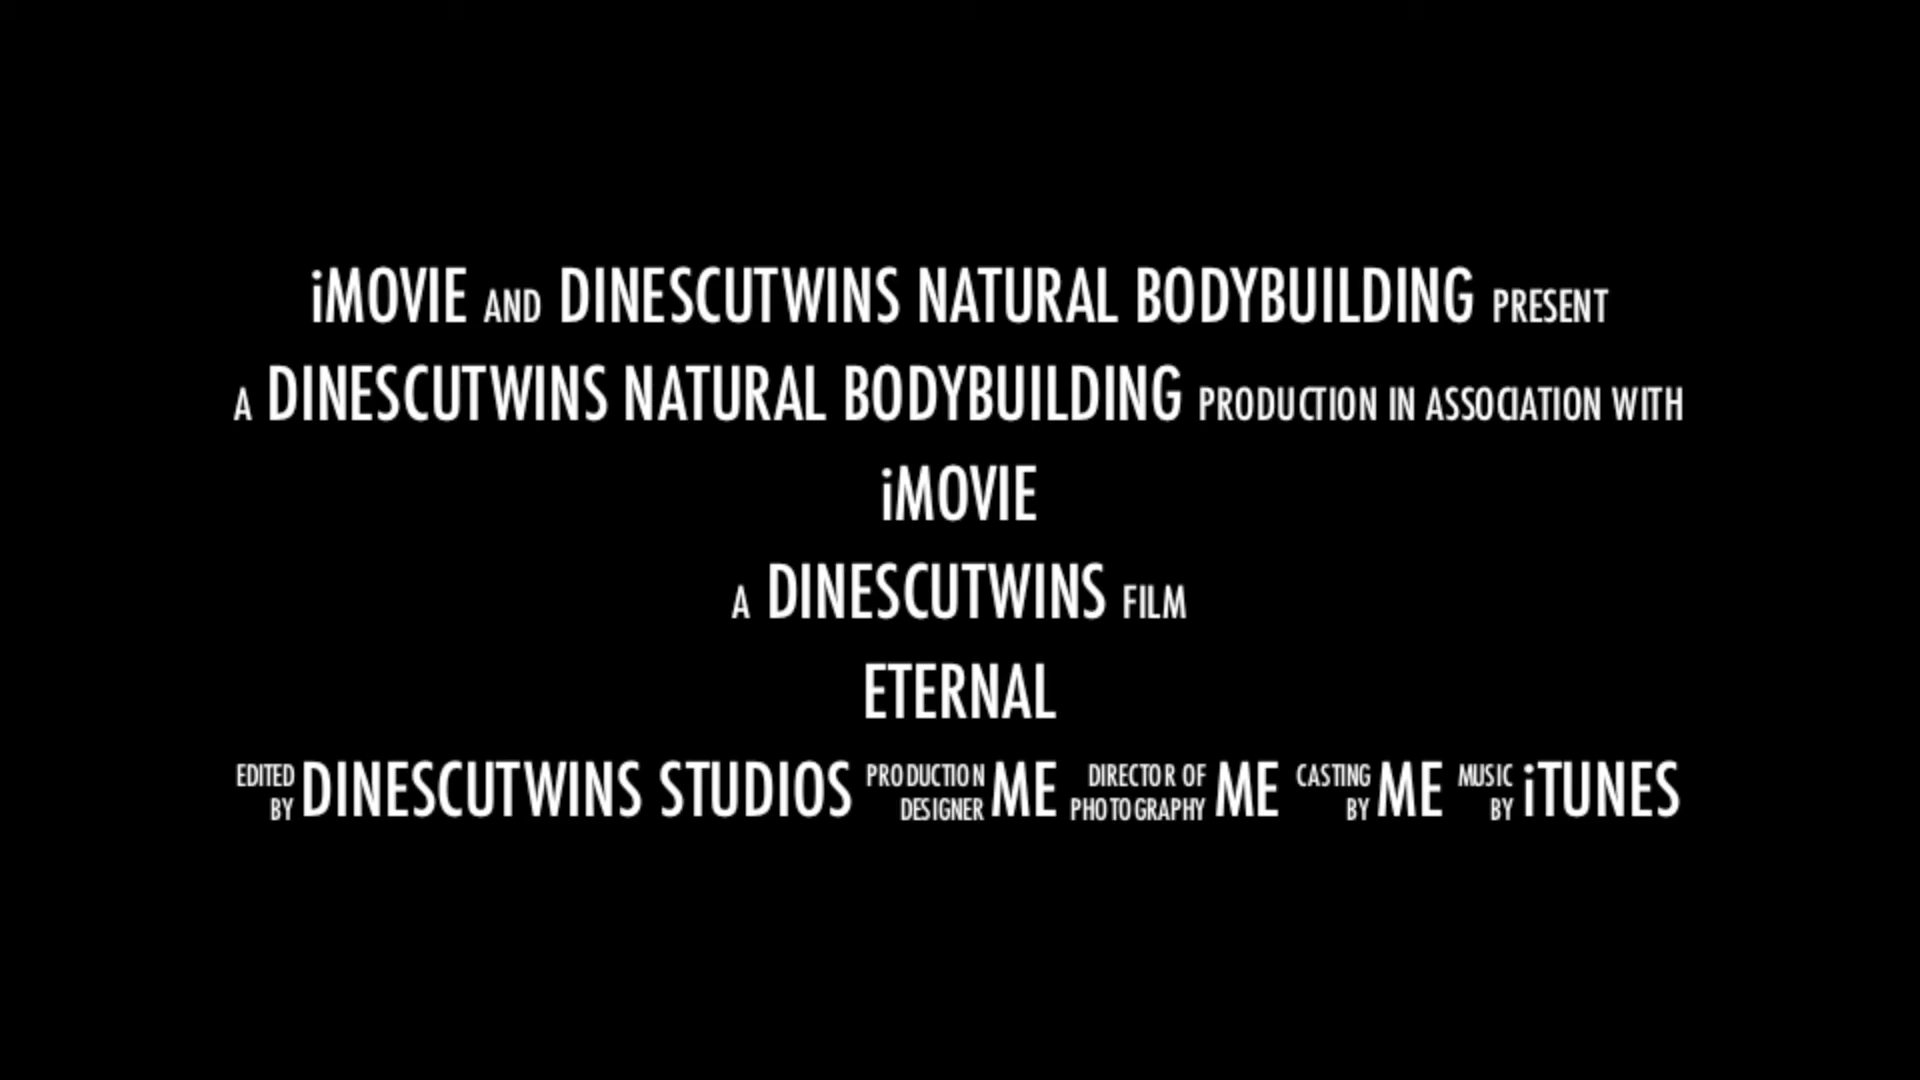 iMOVIE AND DINESCUTWINS NATURAL BODYBUILDING PRESENT
A DINESCUTWINS NATURAL BODYBUILDING PRODUCTION IN ASSOCIATION WITH
iMOVIE
A DINESCUTWINS FILM
ETERNAL
EDITED BY DINESCUTWINS STUDIOS PRODUCTION DESIGNER ME DIRECTOR OF PHOTOGRAPHY ME CASTING BY ME MUSIC BY iTUNES